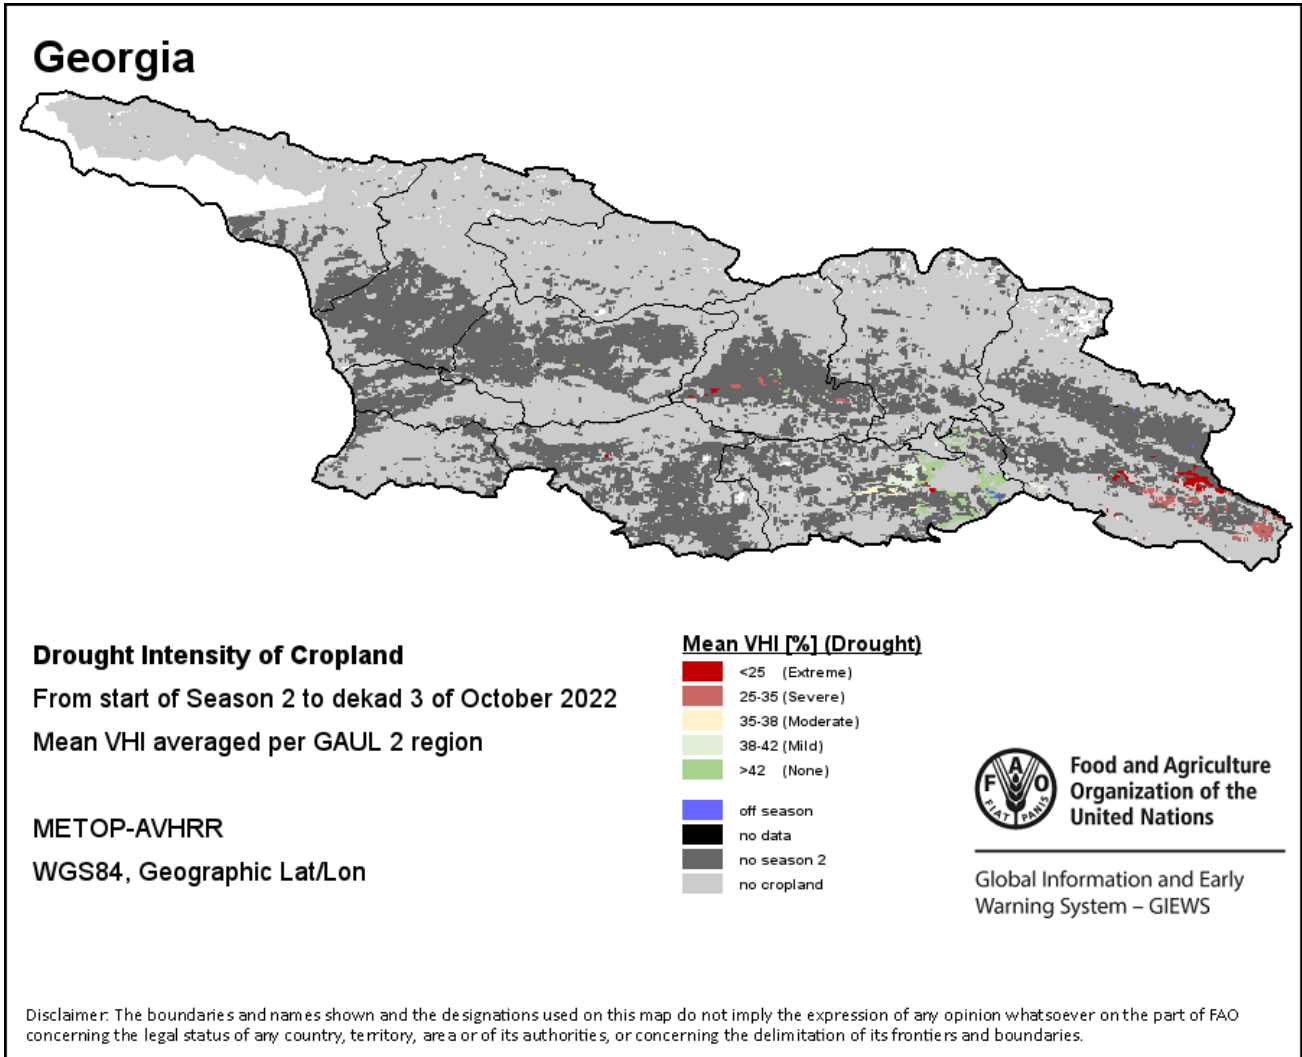 Georgia
Drought Intensity of Cropland
From start of Season 2 to dekad 3 of October 2022
Mean VHI averaged per GAUL 2 region
METOP-AVHRR
WGS84, Geographic Lat/Lon
Mean VHI [%] (Drought)
<25 (Extreme)
25-35 (Severe)
35-38 (Moderate)
38-42 (Mild)
>42 (None)
off season
no data
no season 2
no cropland
F A O
FIAT PANIS
Food and Agriculture
Organization of the
United Nations
Global Information and Early
Warning System – GIEWS
Disclaimer: The boundaries and names shown and the designations used on this map do not imply the expression of any opinion whatsoever on the part of FAO
concerning the legal status of any country, territory, area or of its authorities, or concerning the delimitation of its frontiers and boundaries.